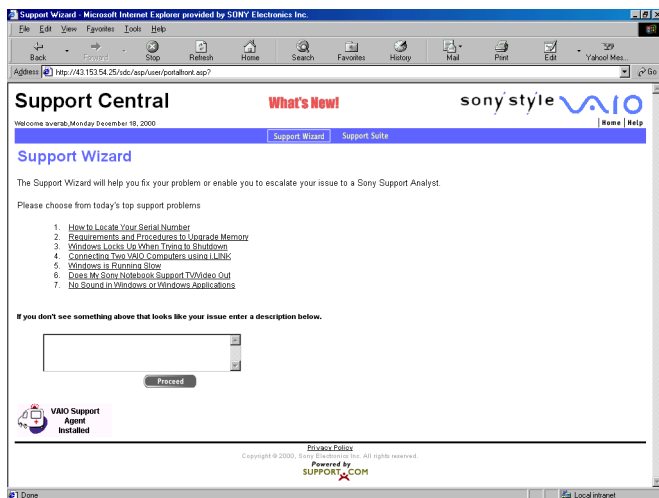 Support Wizard - Microsoft Internet Explorer provided by SONY Electronics Inc.
File Edit View Favorites Tools Help
Back Forward Stop Refresh Home Search Favorites History Mail Print Edit Yahoo! Mes...
Address http://43.153.54.25/sdc/asp/user/portalfront.asp? Go
Support Central What's New! sonystyle VAIO
Welcome averab,Monday December 18, 2000 Home | Help
Support Wizard Support Suite
Support Wizard
The Support Wizard will help you fix your problem or enable you to escalate your issue to a Sony Support Analyst.
Please choose from today's top support problems
1. How to Locate Your Serial Number
2. Requirements and Procedures to Upgrade Memory
3. Windows Locks Up When Trying to Shutdown
4. Connecting Two VAIO Computers using i.LINK
5. Windows is Running Slow
6. Does My Sony Notebook Support TV/Video Out
7. No Sound in Windows or Windows Applications
If you don't see something above that looks like your issue enter a description below.
Proceed
VAIO Support
Agent
Installed
Privacy Policy
Copyright © 2000, Sony Electronics Inc. All rights reserved.
Powered by
SUPPORT.COM
Done Local intranet